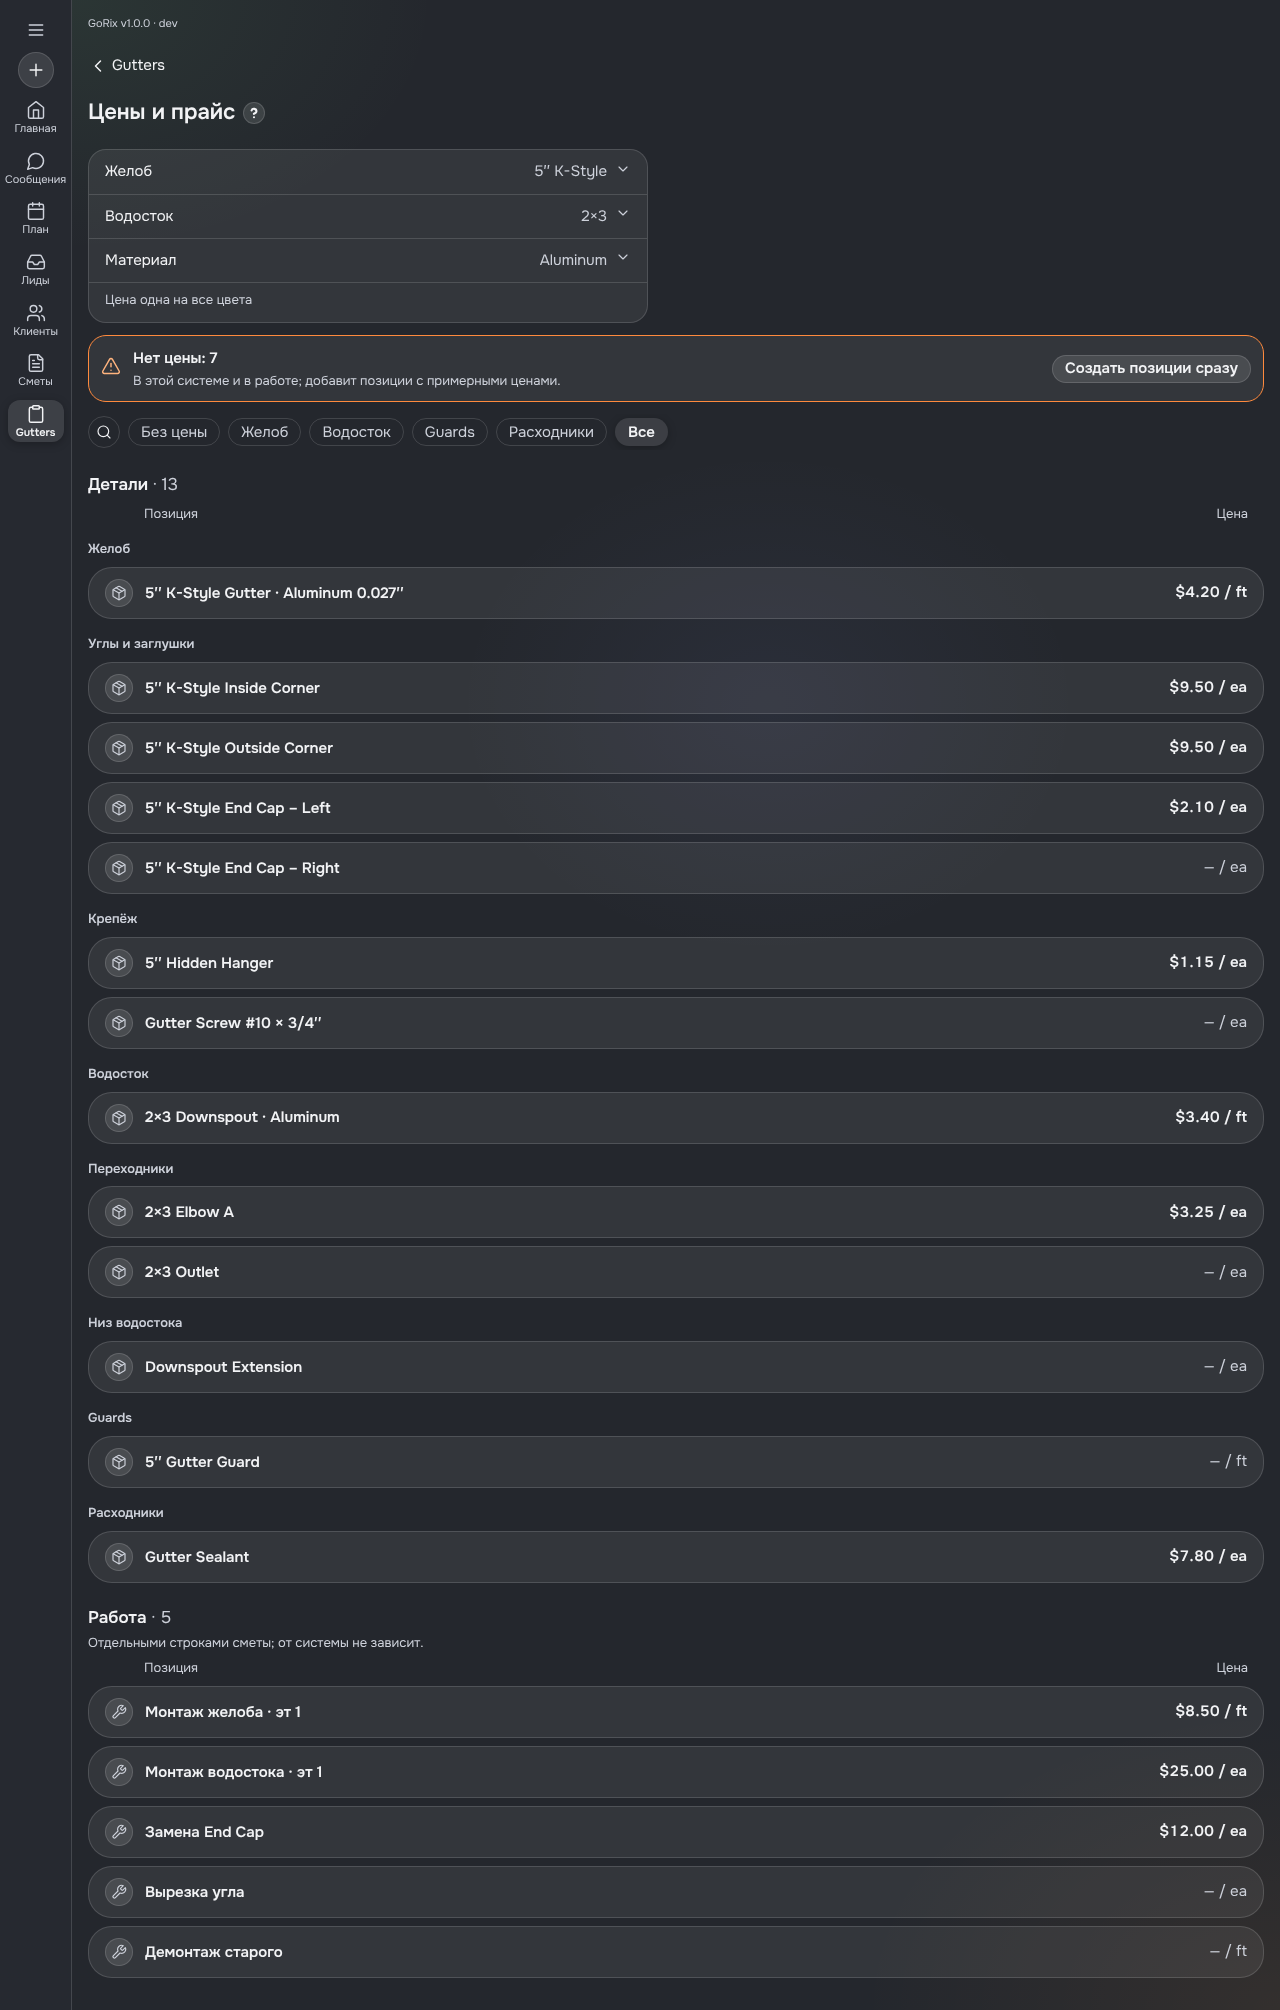 GoRix v1.0.0 · dev
Главная
Сообщения
План
Лиды
Клиенты
Сметы
Gutters
Gutters
Цены и прайс ?
Желоб 5″ K-Style
Водосток 2×3
Материал Aluminum
Цена одна на все цвета
Нет цены: 7
В этой системе и в работе; добавит позиции с примерными ценами.
Создать позиции сразу
Без цены Желоб Водосток Guards Расходники Все
Детали · 13
Позиция Цена
Желоб
5″ K-Style Gutter · Aluminum 0.027″ $4.20 / ft
Углы и заглушки
5″ K-Style Inside Corner $9.50 / ea
5″ K-Style Outside Corner $9.50 / ea
5″ K-Style End Cap – Left $2.10 / ea
5″ K-Style End Cap – Right – / ea
Крепёж
5″ Hidden Hanger $1.15 / ea
Gutter Screw #10 × 3/4″ – / ea
Водосток
2×3 Downspout · Aluminum $3.40 / ft
Переходники
2×3 Elbow A $3.25 / ea
2×3 Outlet – / ea
Низ водостока
Downspout Extension – / ea
Guards
5″ Gutter Guard – / ft
Расходники
Gutter Sealant $7.80 / ea
Работа · 5
Отдельными строками сметы; от системы не зависит.
Позиция Цена
Монтаж желоба · эт 1 $8.50 / ft
Монтаж водостока · эт 1 $25.00 / ea
Замена End Cap $12.00 / ea
Вырезка угла – / ea
Демонтаж старого – / ft